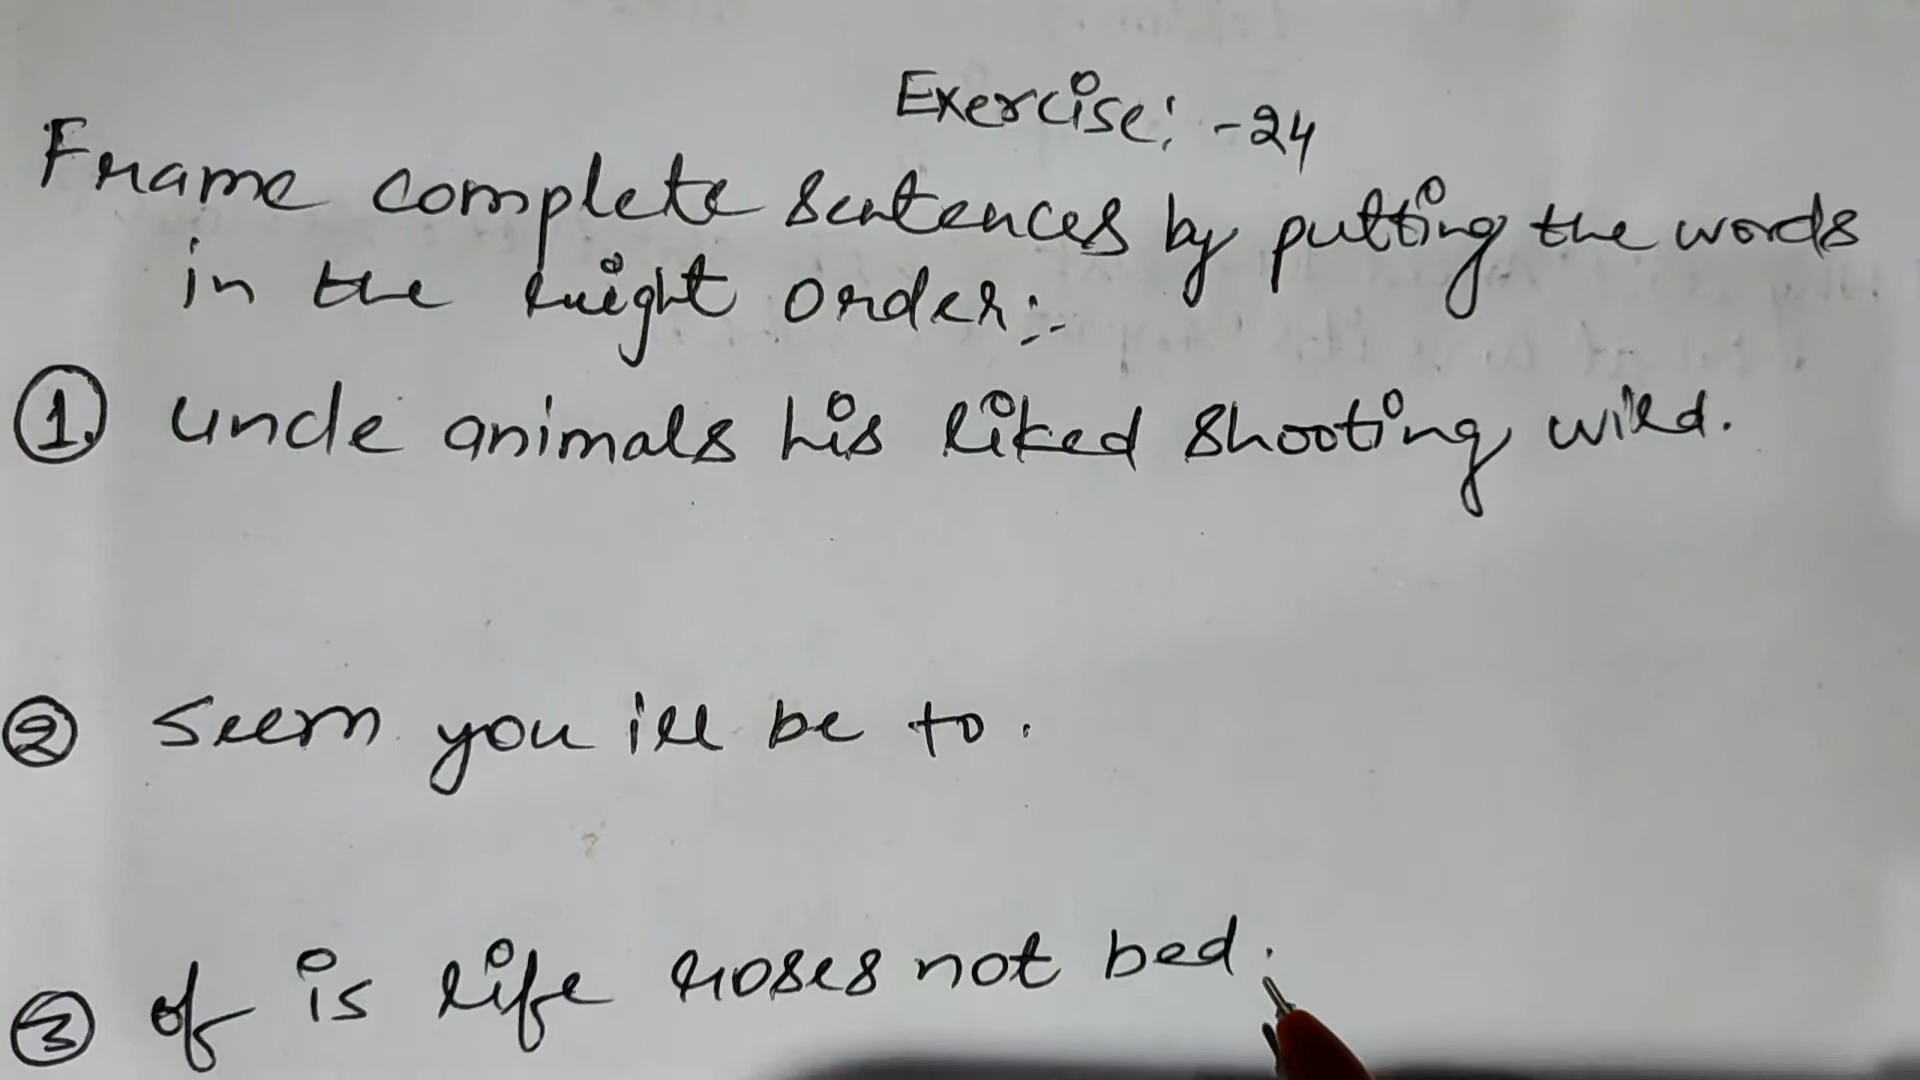 Exercise: -24
Frame complete sentences by putting the words
in the right order:-
1. uncle animals his liked shooting wild.
2 seem you ill be to.
3 of is life roses not bed.